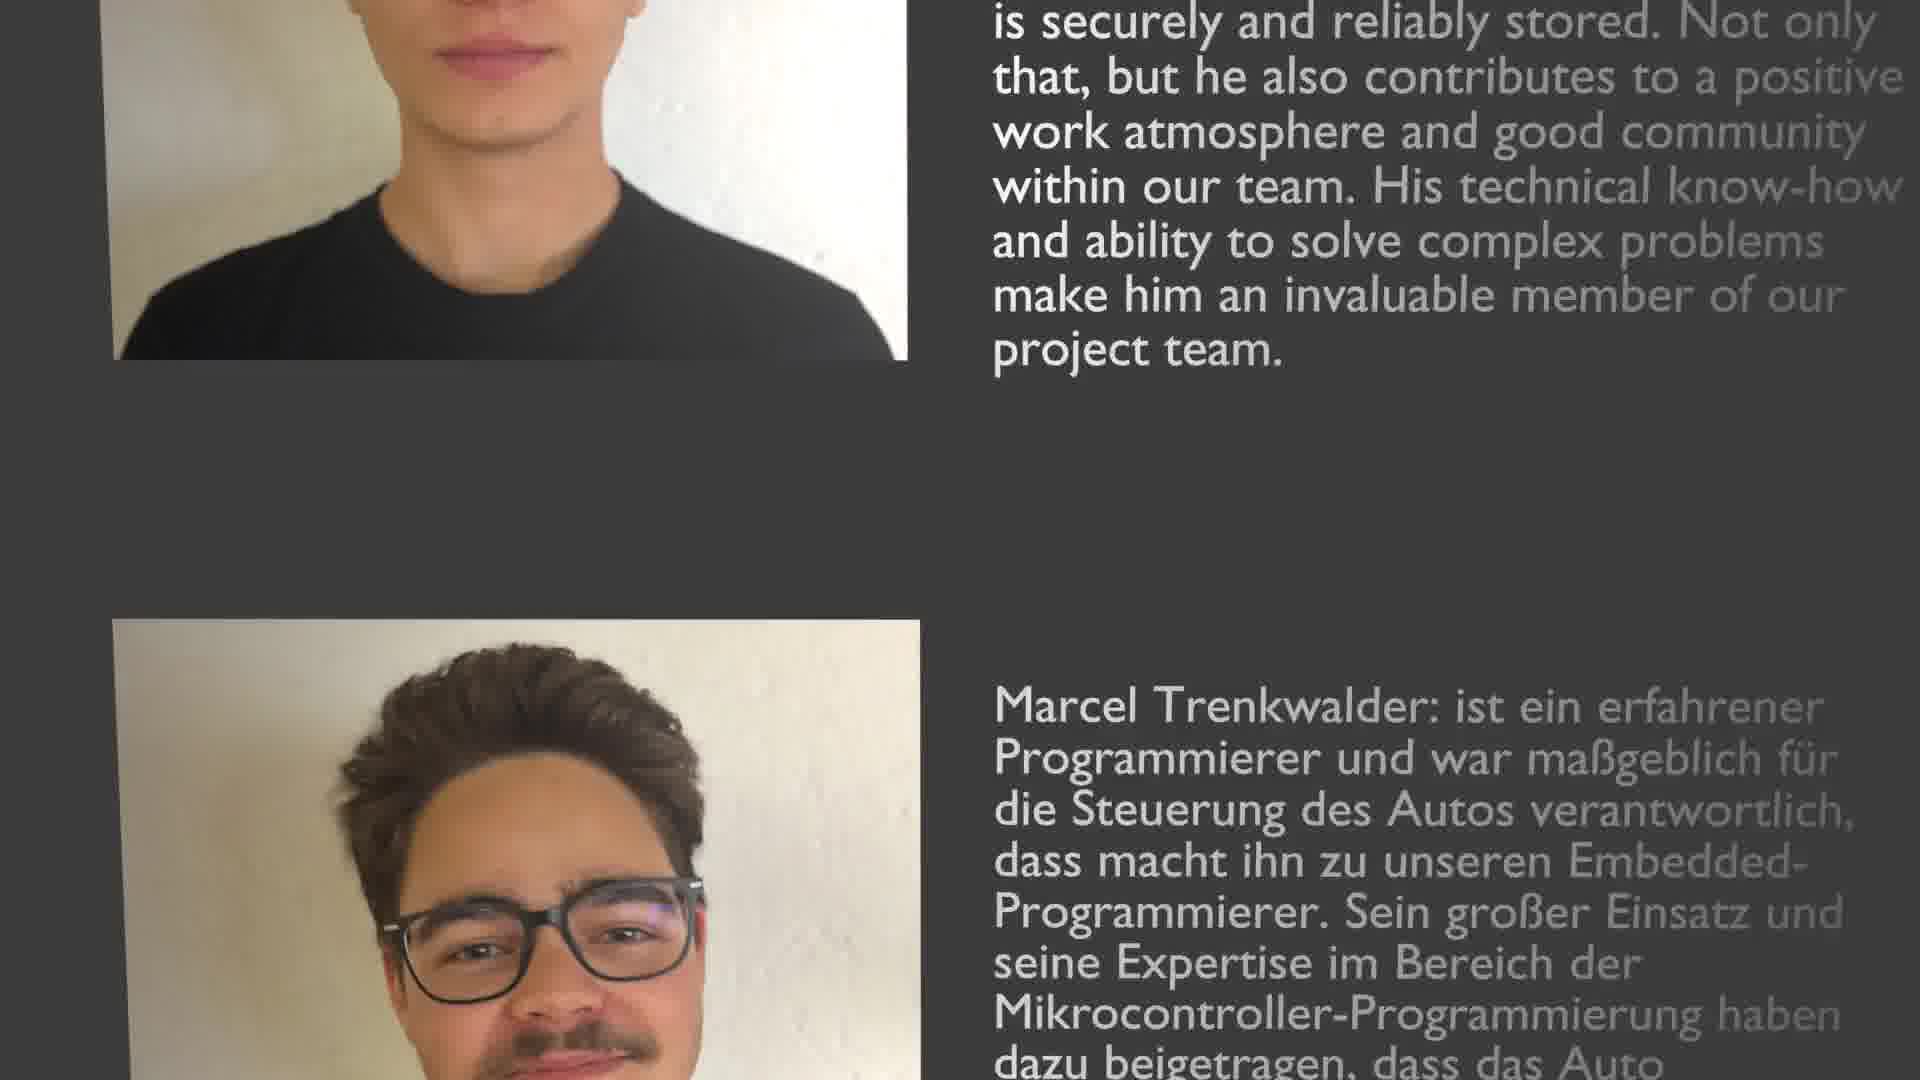 is securely and reliably stored. Not only
that, but he also contributes to a positive
work atmosphere and good community
within our team. His technical know-how
and ability to solve complex problems
make him an invaluable member of our
project team.
Marcel Trenkwalder: ist ein erfahrener
Programmierer und war maßgeblich für
die Steuerung des Autos verantwortlich,
dass macht ihn zu unseren Embedded-
Programmierer. Sein großer Einsatz und
seine Expertise im Bereich der
Mikrocontroller-Programmierung haben
dazu beigetragen, dass das Auto